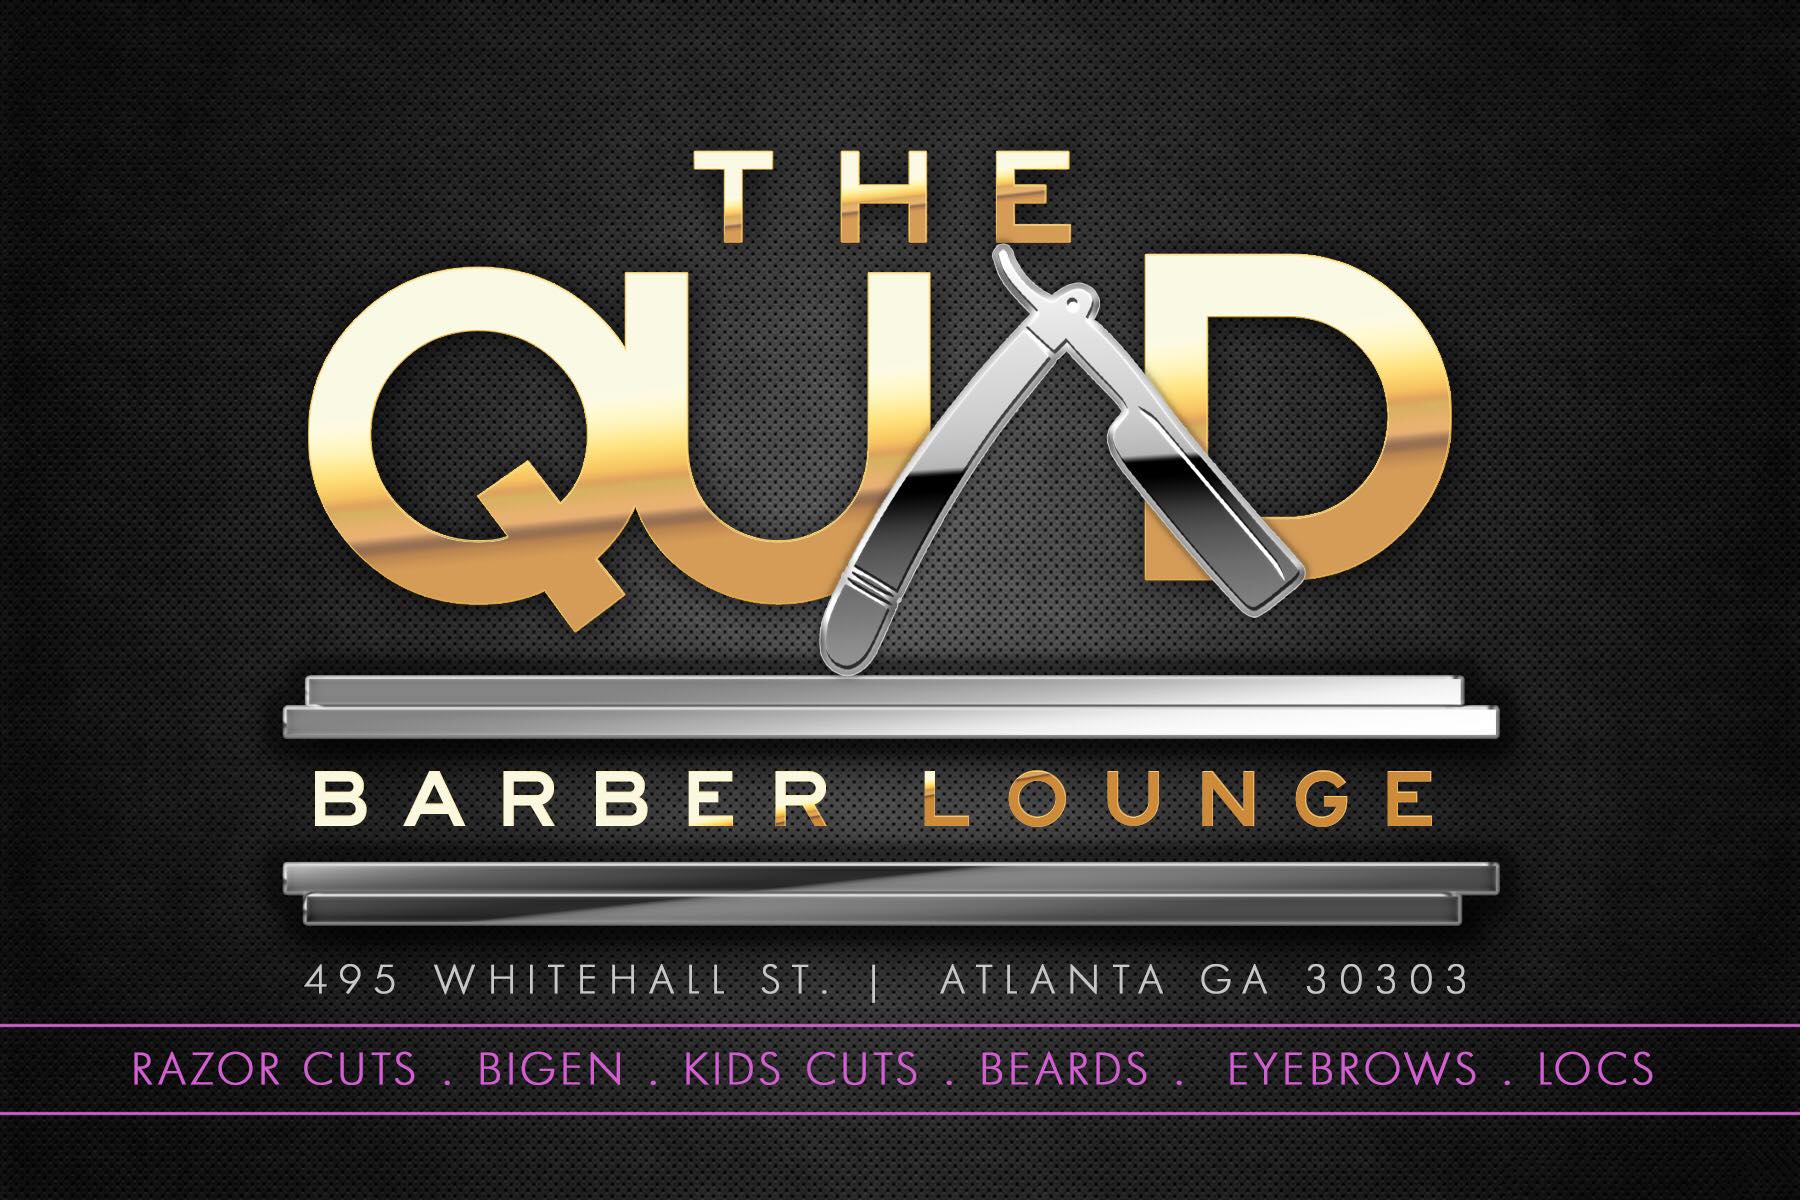 THE
QUAD
BARBER LOUNGE
495 WHITEHALL ST. | ATLANTA GA 30303
RAZOR CUTS . BIGEN . KIDS CUTS . BEARDS . EYEBROWS . LOCS